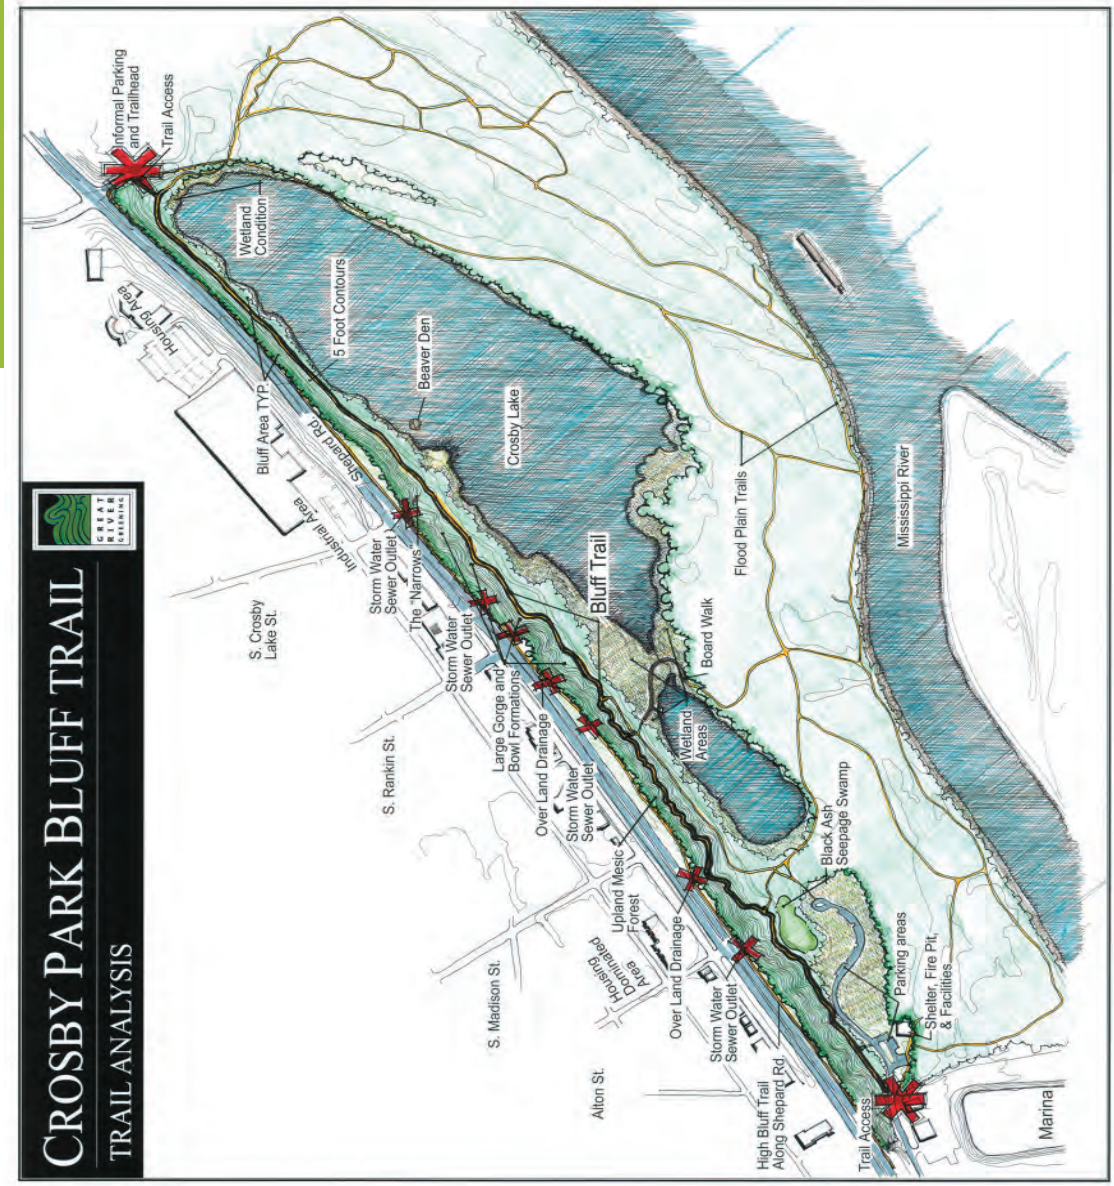 CROSBY PARK BLUFF TRAIL
TRAIL ANALYSIS
GREAT
RIVER
GREENING
Informal Parking
and Trailhead
Trail Access
Housing Area
Wetland
Condition
5 Foot Contours
Bluff Area TYP.
Beaver Den
Shepard Rd.
Crosby Lake
Industrial Area
Storm Water
Sewer Outlet
The "Narrows"
S. Crosby
Lake St.
Storm Water
Sewer Outlet
Bluff Trail
Large Gorge and
Bowl Formations
Flood Plain Trails
Mississippi River
Board Walk
Over Land Drainage
Wetland
Areas
S. Rankin St.
Storm Water
Sewer Outlet
Black Ash
Seepage Swamp
Upland Mesic
Forest
Housing
Dominated
Area
S. Madison St.
Over Land Drainage
Parking areas
Shelter, Fire Pit,
& Facilities
Storm Water
Sewer Outlet
Alton St.
High Bluff Trail
Along Shepard Rd.
Trail Access
Marina